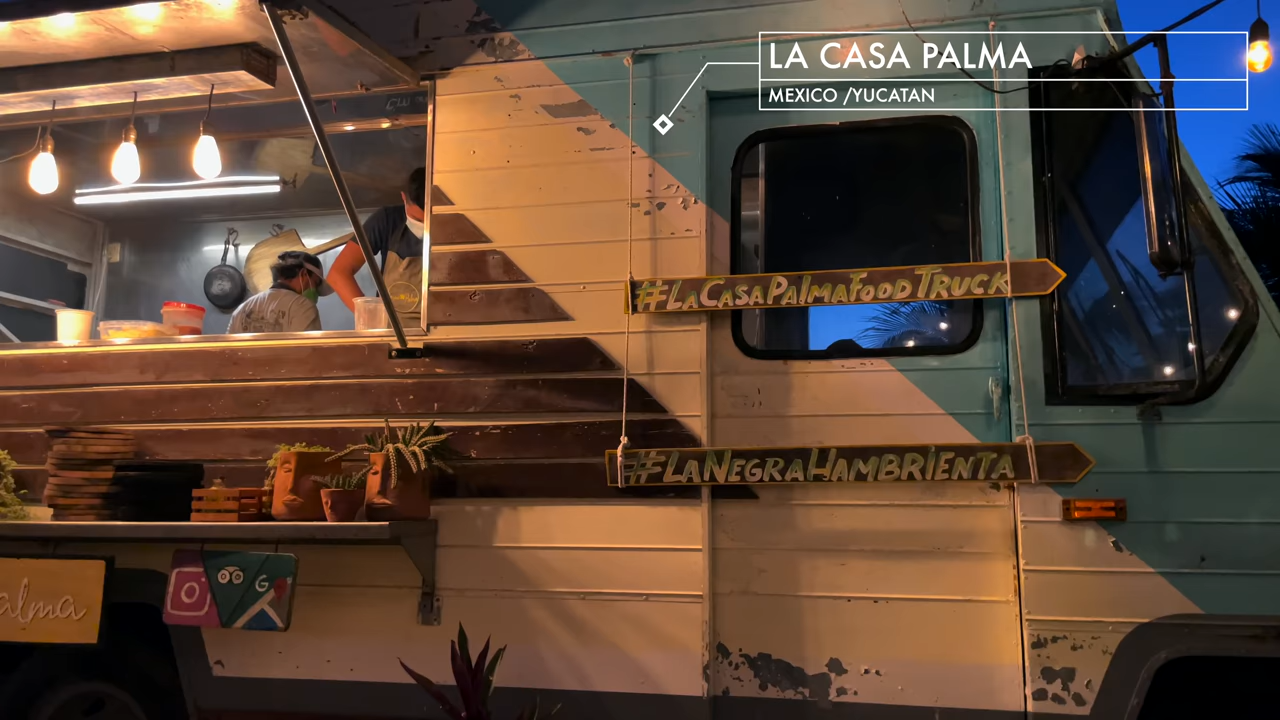 LA CASA PALMA
MEXICO /YUCATAN
#LACASAPALMAFOODTRUCK
#LANEGRAHAMBRIENTA
alma
G